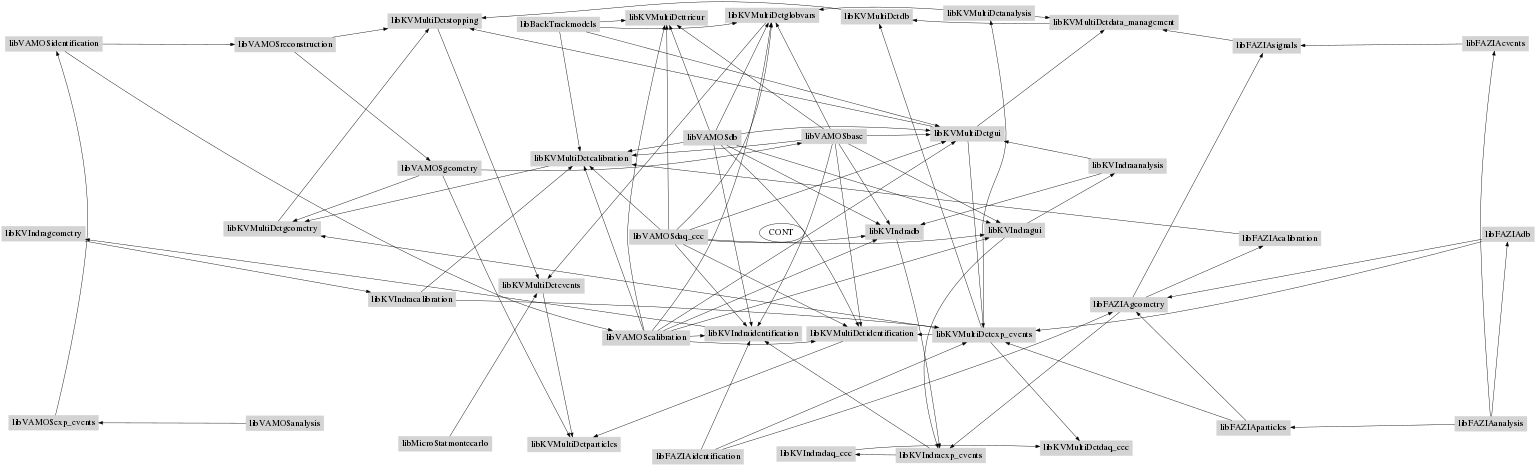 libKVMultiDetstopping
libBackTrackmodels
libKVMultiDettrieur
libKVMultiDetglobvars
libKVMultiDetdb
libKVMultiDetanalysis
libKVMultiDetdata_management
libVAMOSidentification
libVAMOSreconstruction
libFAZIAsignals
libFAZIAevents
libVAMOSdb
libVAMOSbase
libKVMultiDetgui
libKVMultiDetcalibration
libVAMOSgeometry
libKVIndraanalysis
libKVIndrageometry
libKVMultiDetgeometry
libVAMOSdaq_cec
CONT
libKVIndradb
libKVIndragui
libFAZIAcalibration
libFAZIAdb
libKVMultiDetevents
libKVIndracalibration
libFAZIAgeometry
libVAMOScalibration
libKVIndraidentification
libKVMultiDetidentification
libKVMultiDetexp_events
libVAMOSexp_events
libVAMOSanalysis
libMicroStatmontecarlo
libKVMultiDetparticles
libFAZIAidentification
libKVIndradaq_cec
libKVIndraexp_events
libKVMultiDetdaq_cec
libFAZIAparticles
libFAZIAanalysis